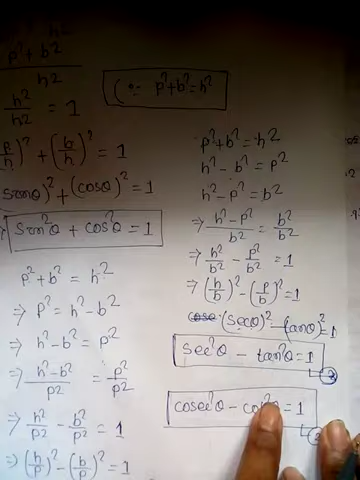 h²
p²+b²
h²
(∵ p²+b²=h²)
h²/h² = 1
(p/h)² + (b/h)² = 1
(sinθ)² + (cosθ)² = 1
sin²θ + cos²θ = 1
p²+b² = h²
⇒ p² = h²-b²
⇒ h²-b² = p²
⇒ (h²-b²)/p² = p²/p²
⇒ h²/p² - b²/p² = 1
⇒ (h/p)² - (b/p)² = 1
p²+b² = h²
h²-b² = p²
h²-p² = b²
⇒ (h²-p²)/b² = b²/b²
⇒ h²/b² - p²/b² = 1
⇒ (h/b)² - (p/b)² = 1
(secθ)² - (tanθ)² = 1
sec²θ - tan²θ = 1
cosec²θ - = 1